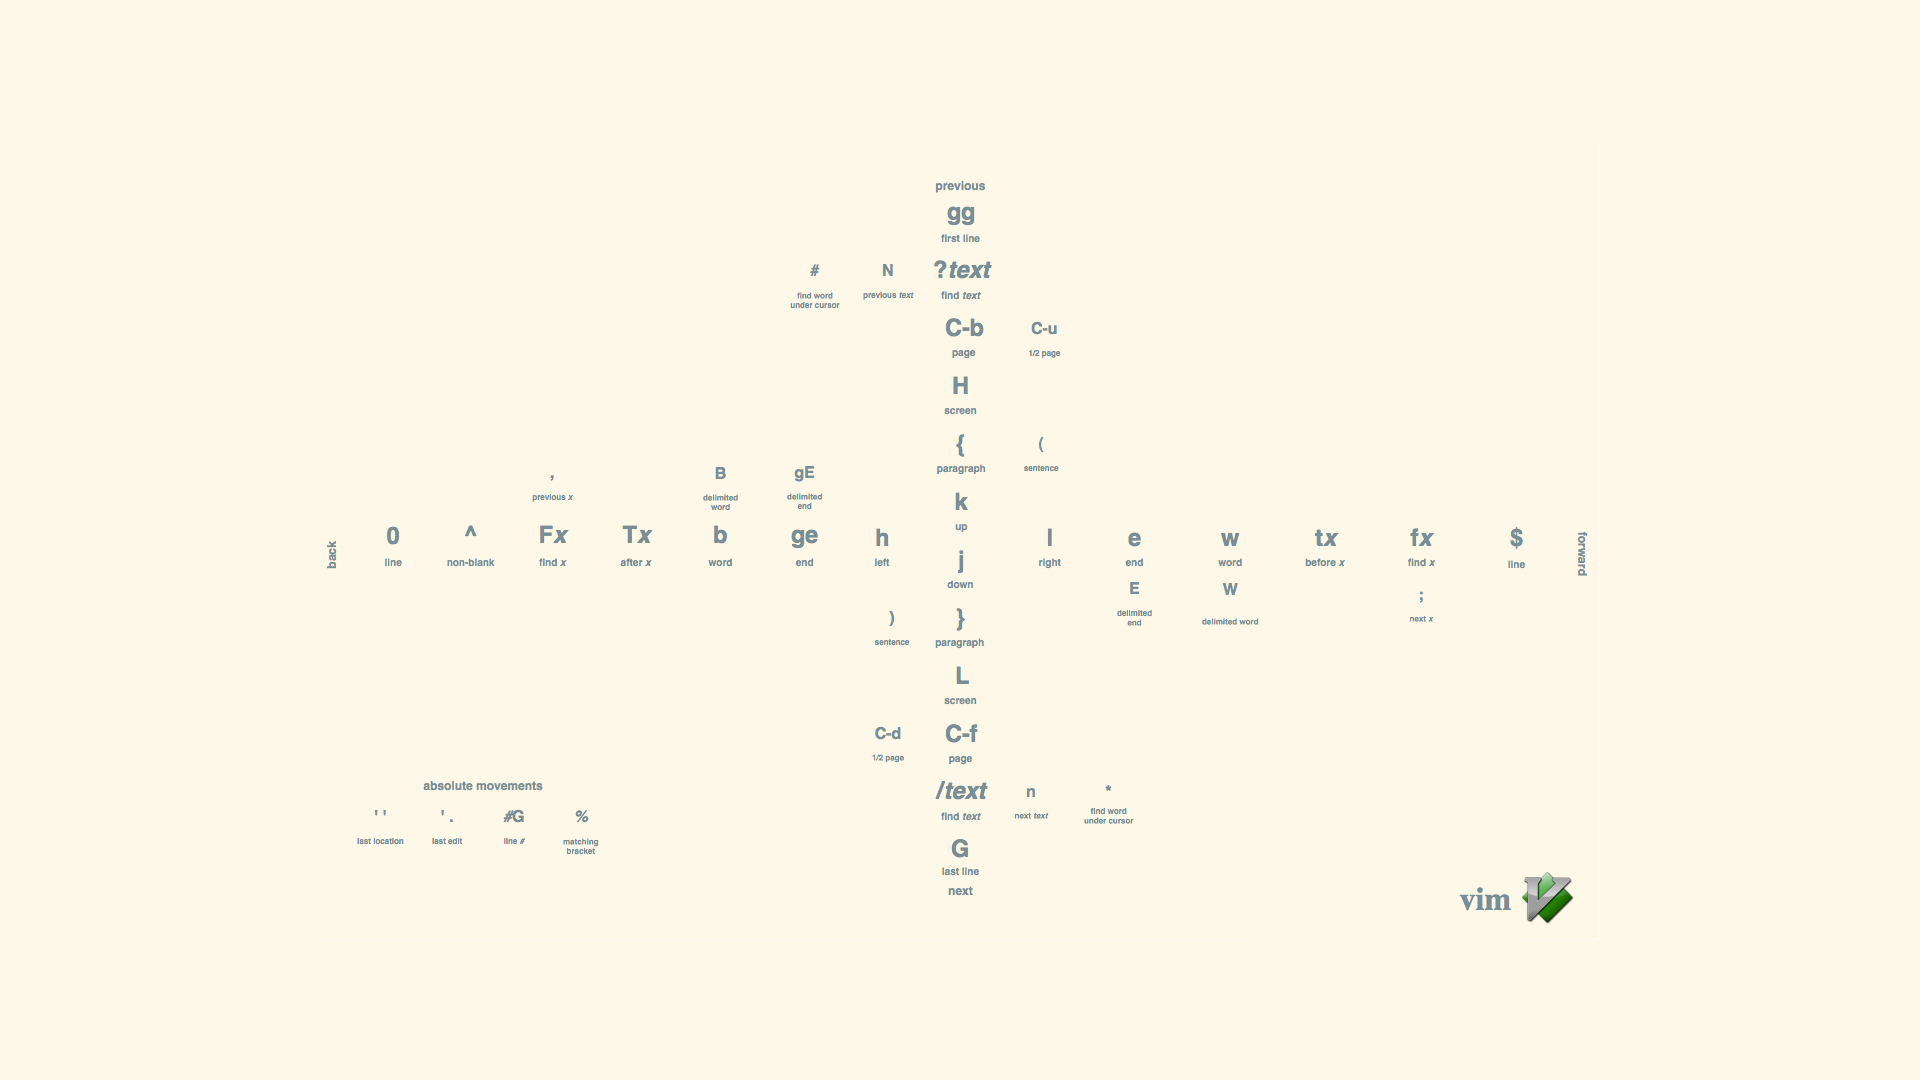 previous
gg
first line
# N ?text
find word under cursor previous text find text
C-b C-u
page 1/2 page
H
screen
{ (
paragraph sentence
, B gE
previous x delimited word delimited end
k
up
back 0 ^ Fx Tx b ge h l e w tx fx $ forward
line non-blank find x after x word end left right end word before x find x line
j
down
E W ;
delimited end delimited word next x
) }
sentence paragraph
L
screen
C-d C-f
1/2 page page
/text n *
find text next text find word under cursor
absolute movements
' ' ' . #G %
last location last edit line # matching bracket
G
last line
next
vim